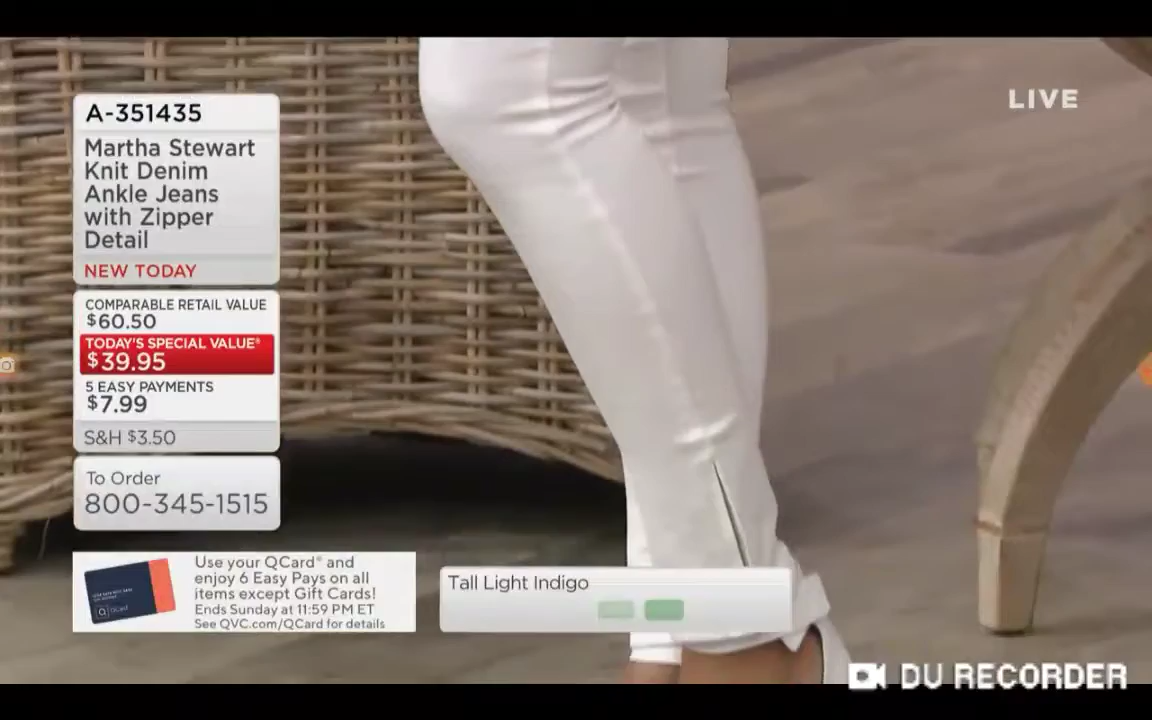 LIVE
A-351435
Martha Stewart
Knit Denim
Ankle Jeans
with Zipper
Detail
NEW TODAY
COMPARABLE RETAIL VALUE
$60.50
TODAY'S SPECIAL VALUE®
$39.95
5 EASY PAYMENTS
$7.99
S&H $3.50
To Order
800-345-1515
Use your QCard® and
enjoy 6 Easy Pays on all
items except Gift Cards!
Ends Sunday at 11:59 PM ET
See QVC.com/QCard for details
Tall Light Indigo
DU RECORDER